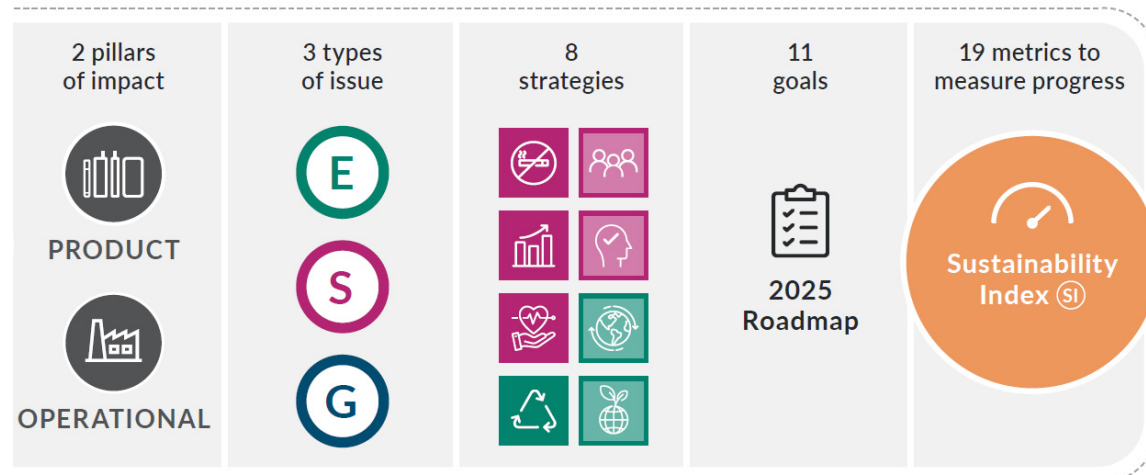 2 pillars
of impact
PRODUCT
OPERATIONAL
3 types
of issue
E
S
G
8
strategies
11
goals
2025
Roadmap
19 metrics to
measure progress
Sustainability
Index SI